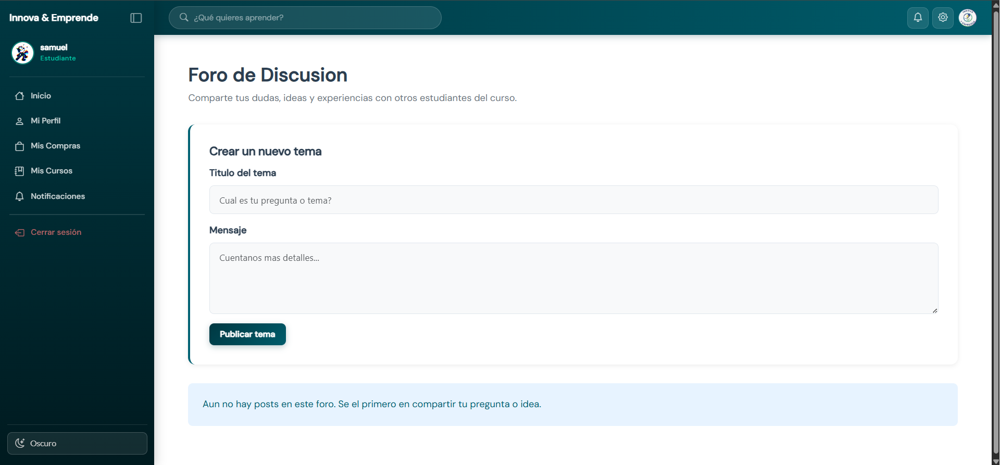 Innova & Emprende
¿Qué quieres aprender?
samuel
Estudiante
Inicio
Mi Perfil
Mis Compras
Mis Cursos
Notificaciones
Cerrar sesión
Oscuro
Foro de Discusion
Comparte tus dudas, ideas y experiencias con otros estudiantes del curso.
Crear un nuevo tema
Titulo del tema
Cual es tu pregunta o tema?
Mensaje
Cuentanos mas detalles...
Publicar tema
Aun no hay posts en este foro. Se el primero en compartir tu pregunta o idea.